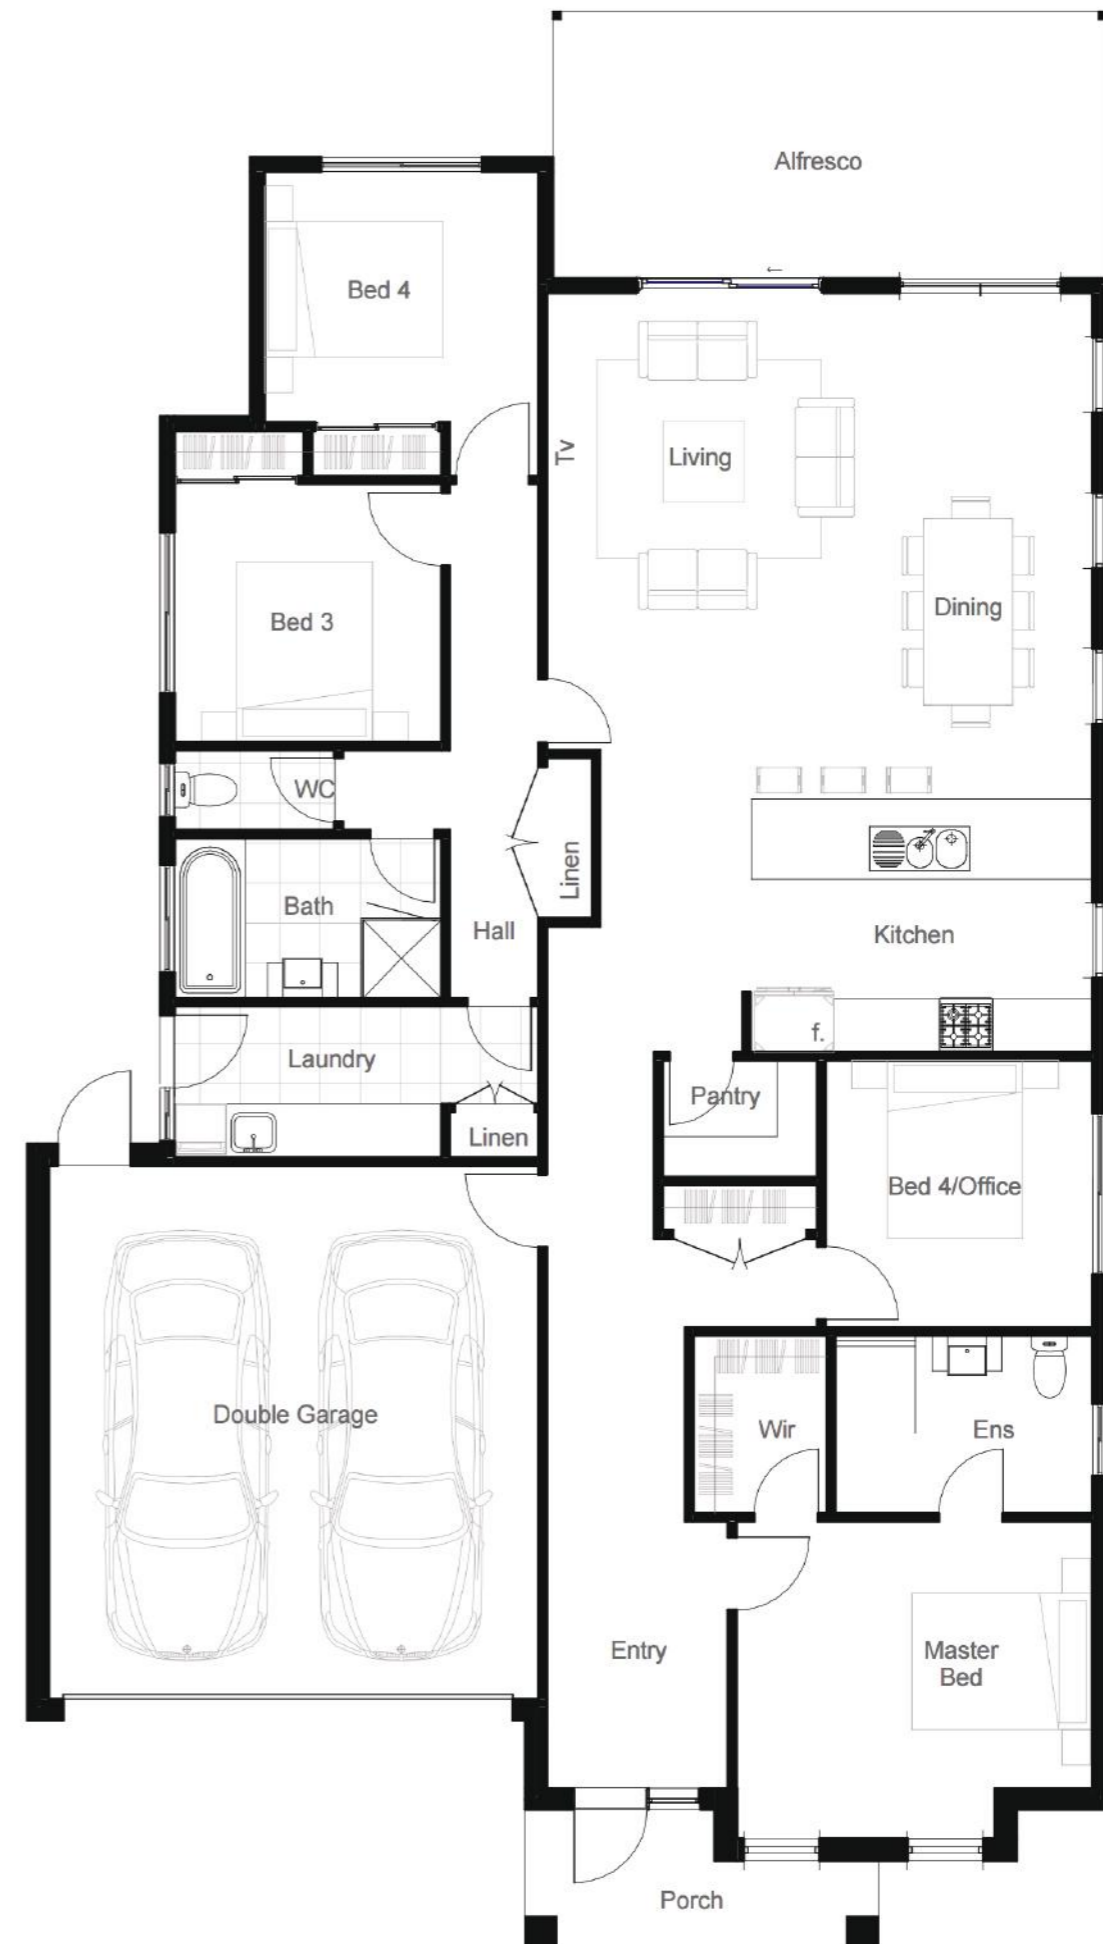 Alfresco
Bed 4
Tv
Living
Bed 3
Dining
WC
Linen
Bath
Hall
Kitchen
f.
Laundry
Pantry
Linen
Bed 4/Office
Double Garage
Wir
Ens
Entry
Master
Bed
Porch